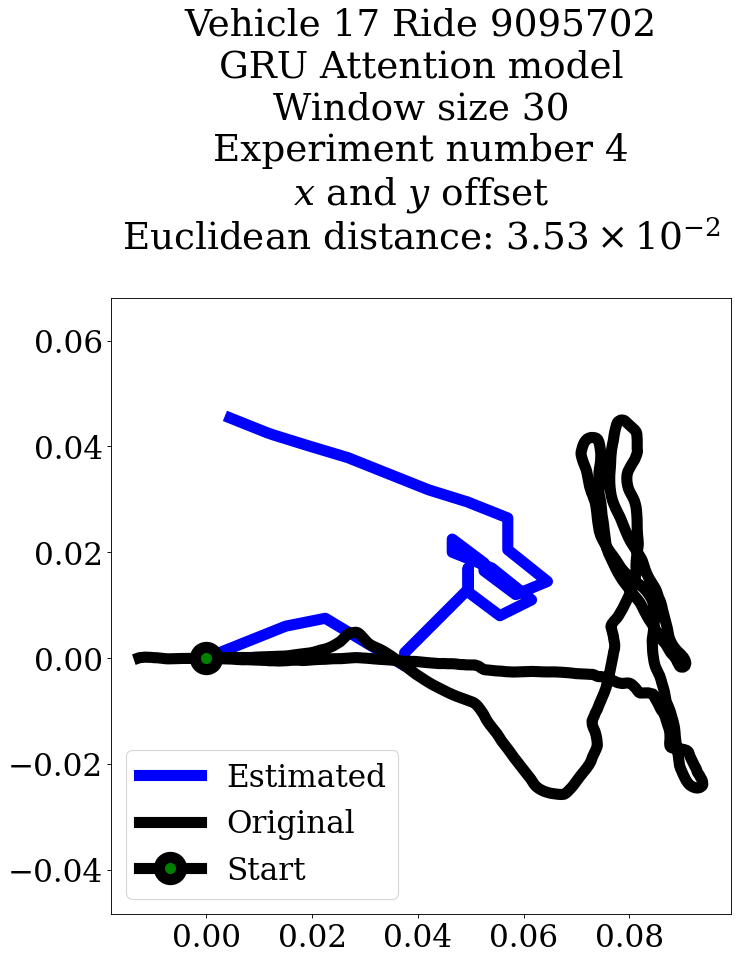 Vehicle 17 Ride 9095702
GRU Attention model
Window size 30
Experiment number 4
x and y offset
Euclidean distance: 3.53 × 10⁻²
0.06
0.04
0.02
0.00
−0.02
−0.04
Estimated
Original
Start
0.00 0.02 0.04 0.06 0.08